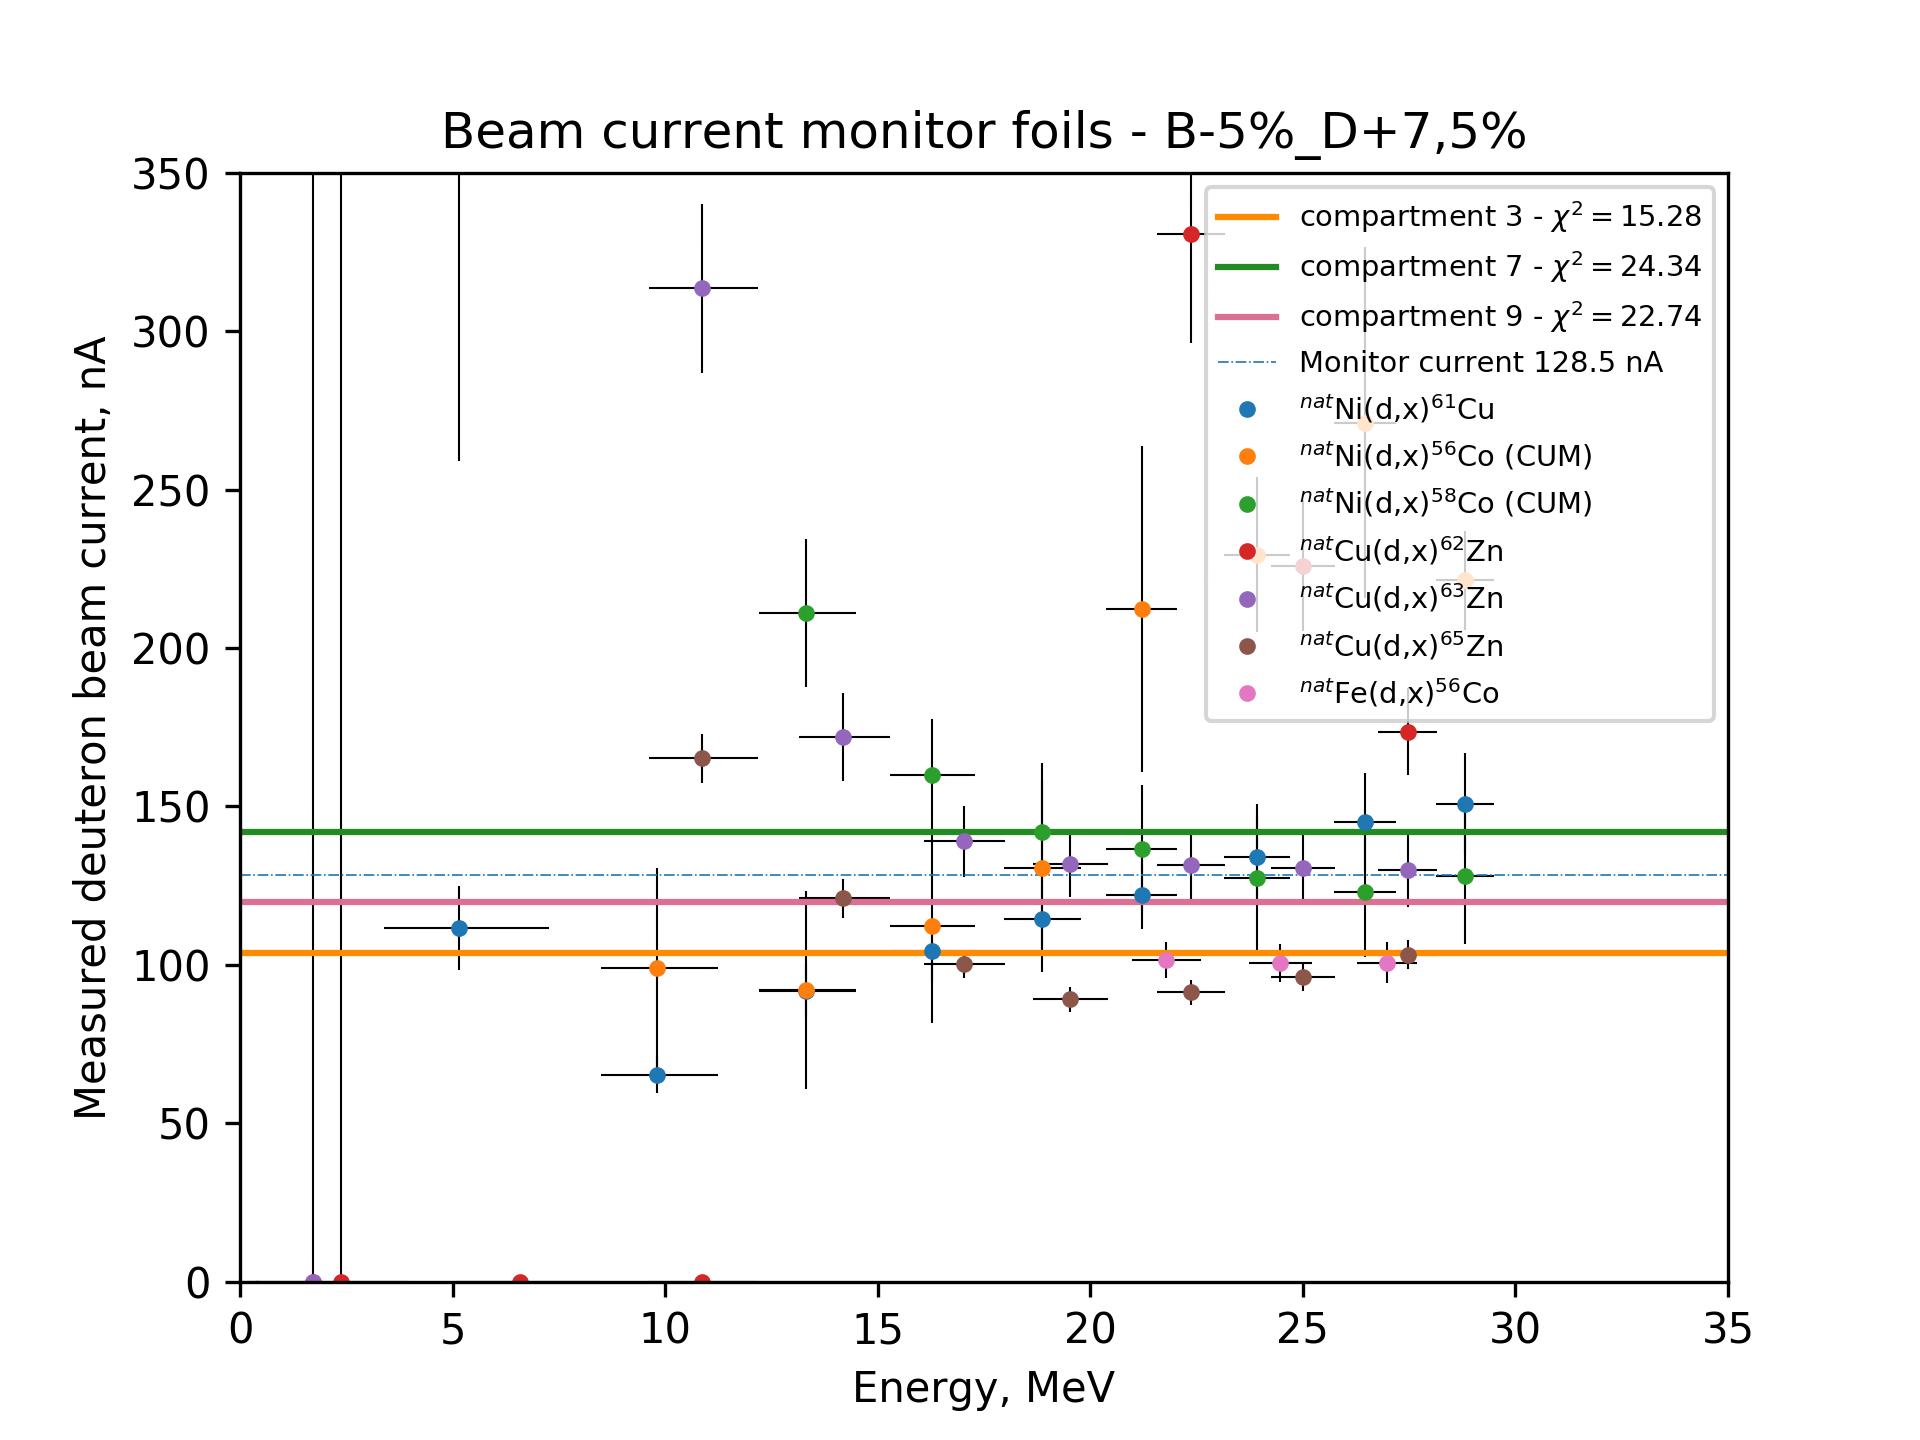 Beam current monitor foils - B-5%_D+7,5%
Measured deuteron beam current, nA
350
300
250
200
150
100
50
0
compartment 3 - χ² = 15.28
compartment 7 - χ² = 24.34
compartment 9 - χ² = 22.74
Monitor current 128.5 nA
ⁿᵃᵗNi(d,x)⁶¹Cu
ⁿᵃᵗNi(d,x)⁵⁶Co (CUM)
ⁿᵃᵗNi(d,x)⁵⁸Co (CUM)
ⁿᵃᵗCu(d,x)⁶²Zn
ⁿᵃᵗCu(d,x)⁶³Zn
ⁿᵃᵗCu(d,x)⁶⁵Zn
ⁿᵃᵗFe(d,x)⁵⁶Co
0 5 10 15 20 25 30 35
Energy, MeV